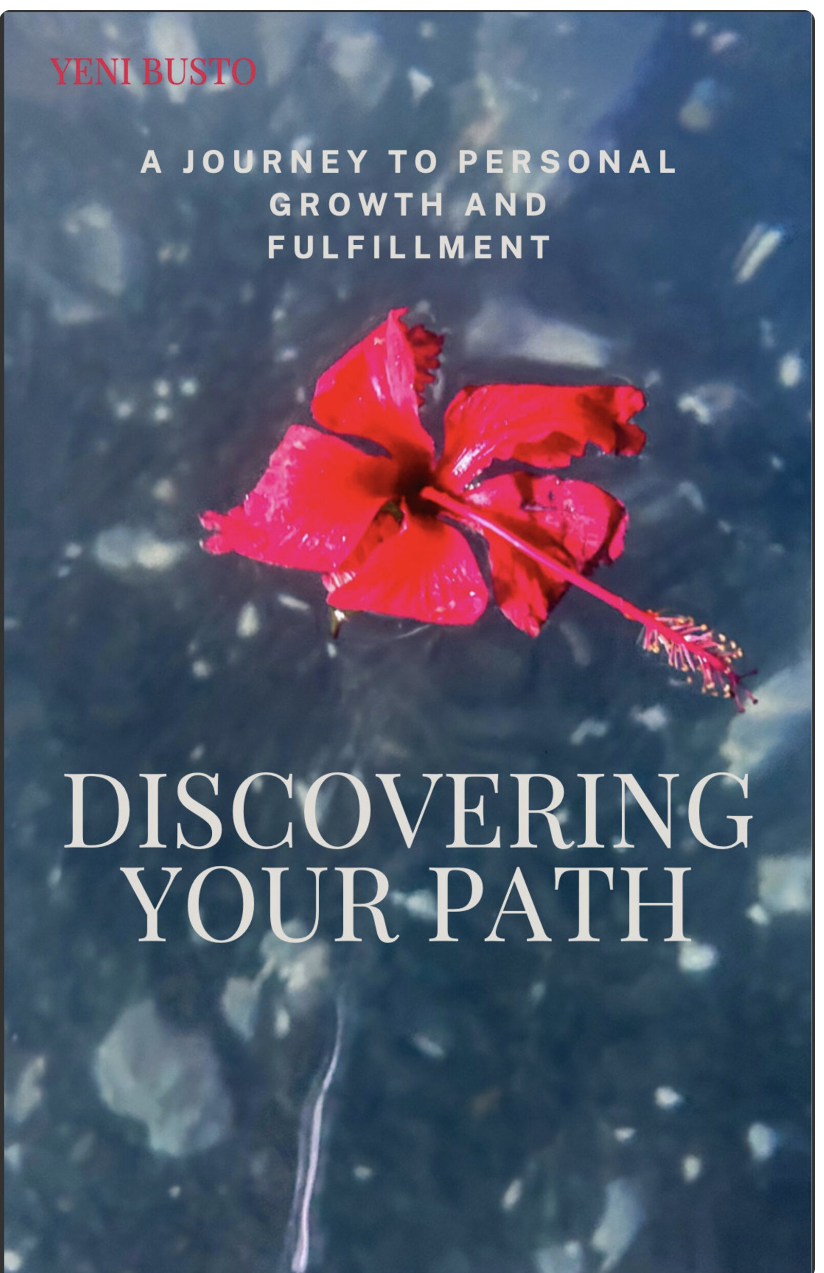 YENI BUSTO
A JOURNEY TO PERSONAL
GROWTH AND
FULFILLMENT
DISCOVERING
YOUR PATH